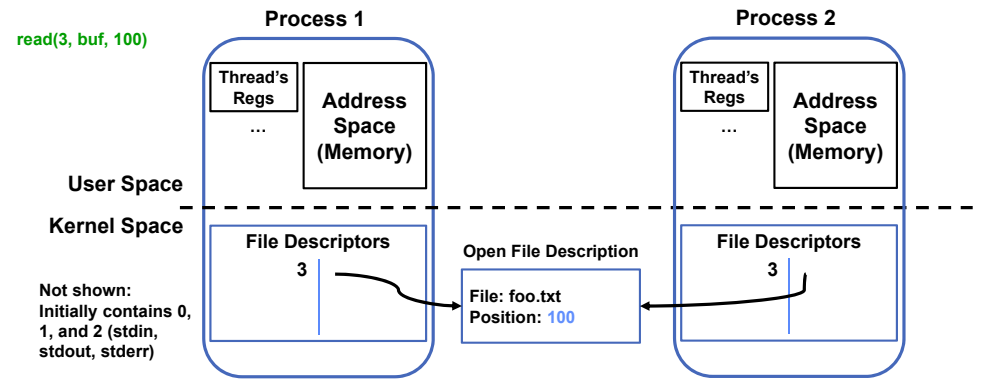 Process 1
Process 2
read(3, buf, 100)
Thread's
Regs
…
Address
Space
(Memory)
Thread's
Regs
…
Address
Space
(Memory)
User Space
Kernel Space
File Descriptors
3
Open File Description
File: foo.txt
Position: 100
File Descriptors
3
Not shown:
Initially contains 0,
1, and 2 (stdin,
stdout, stderr)